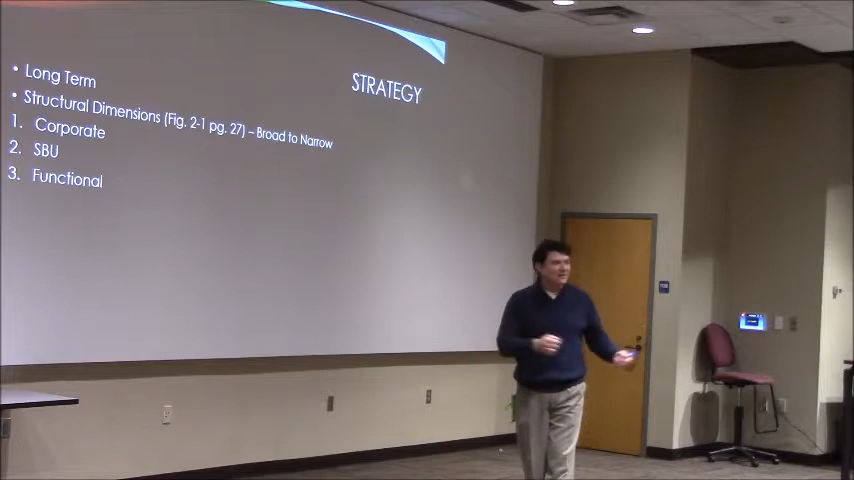 STRATEGY
• Long Term
• Structural Dimensions (Fig. 2-1 pg. 27) – Broad to Narrow
1. Corporate
2. SBU
3. Functional